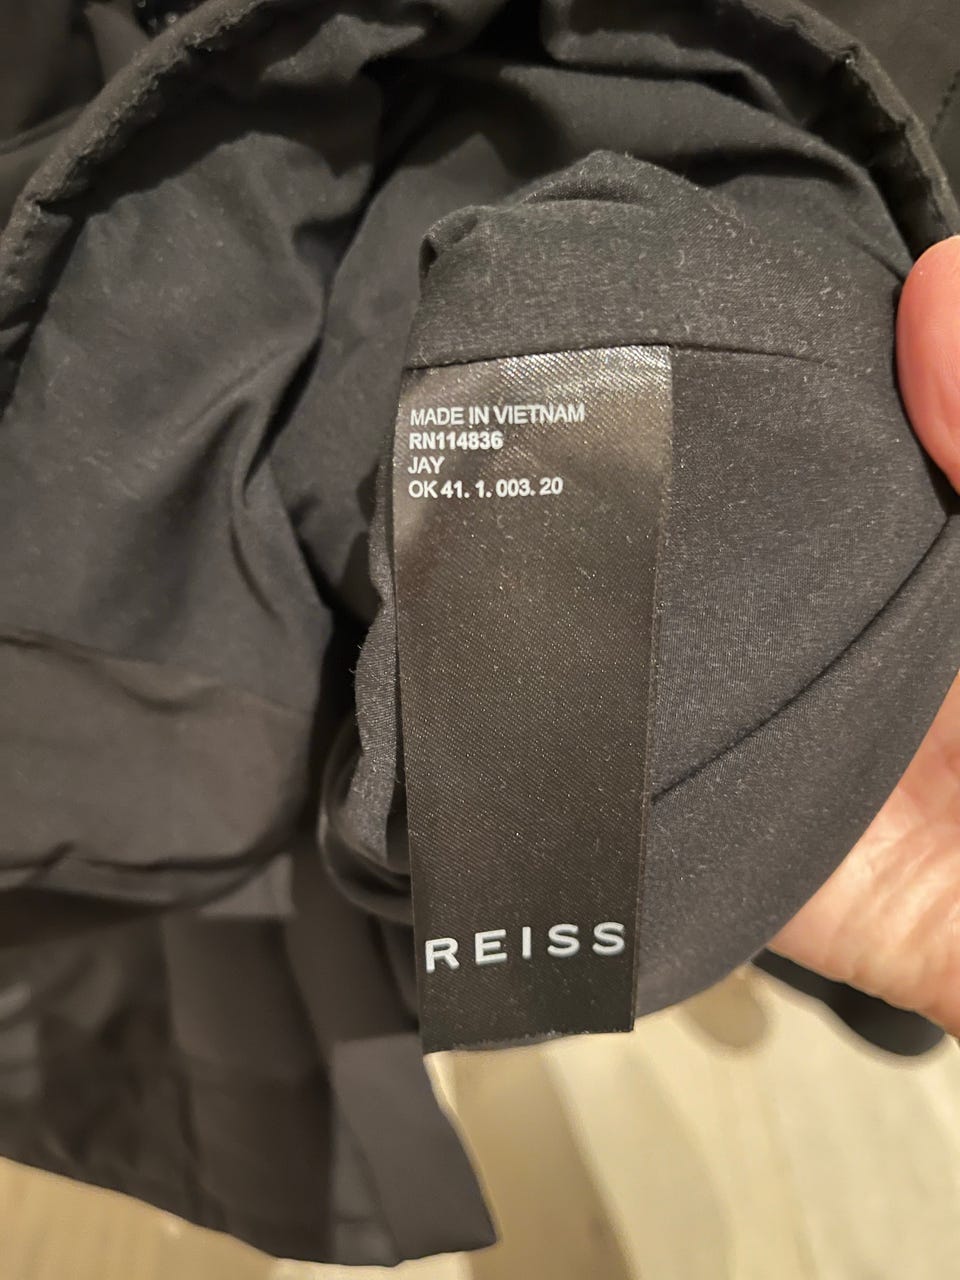 MADE IN VIETNAM
RN114836
JAY
OK 41. 1. 003. 20
REISS